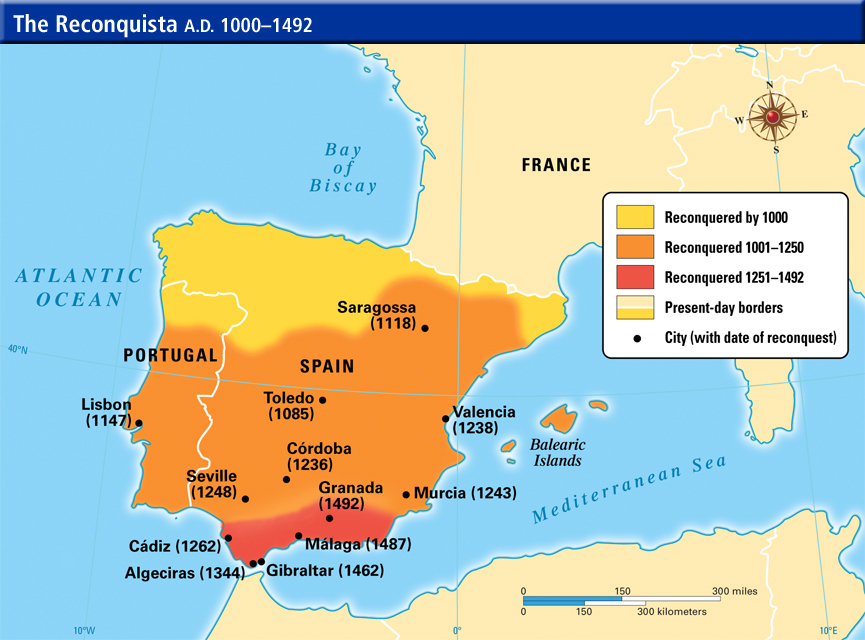 The Reconquista A.D. 1000–1492
N
W
E
S
Bay
of
Biscay
FRANCE
Reconquered by 1000
Reconquered 1001–1250
Reconquered 1251–1492
Present-day borders
City (with date of reconquest)
ATLANTIC
OCEAN
Saragossa
(1118)
40°N
PORTUGAL
SPAIN
Toledo
(1085)
Lisbon
(1147)
Valencia
(1238)
Balearic
Islands
Córdoba
(1236)
Seville
(1248)
Granada
(1492)
Murcia (1243)
Mediterranean Sea
Cádiz (1262)
Málaga (1487)
Algeciras (1344)
Gibraltar (1462)
0 150 300 miles
0 150 300 kilometers
10°W
0°
10°E